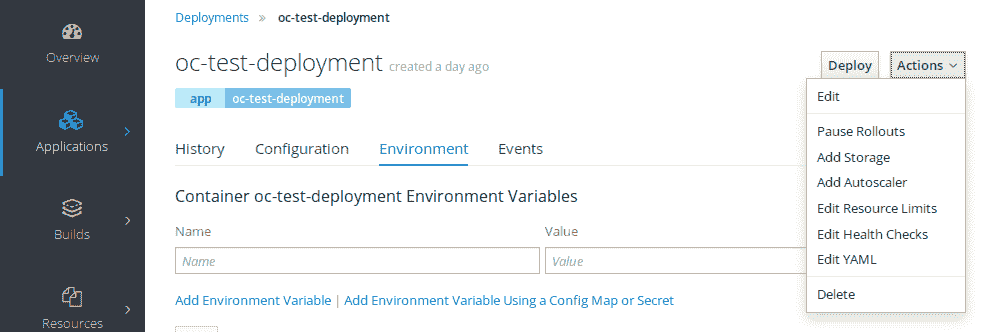 Deployments » oc-test-deployment
Overview
oc-test-deployment created a day ago
Deploy
Actions
app oc-test-deployment
Edit
Pause Rollouts
Add Storage
Add Autoscaler
Edit Resource Limits
Edit Health Checks
Edit YAML
Delete
Applications
History Configuration Environment Events
Container oc-test-deployment Environment Variables
Name Value
Name Value
Builds
Add Environment Variable | Add Environment Variable Using a Config Map or Secret
Resources